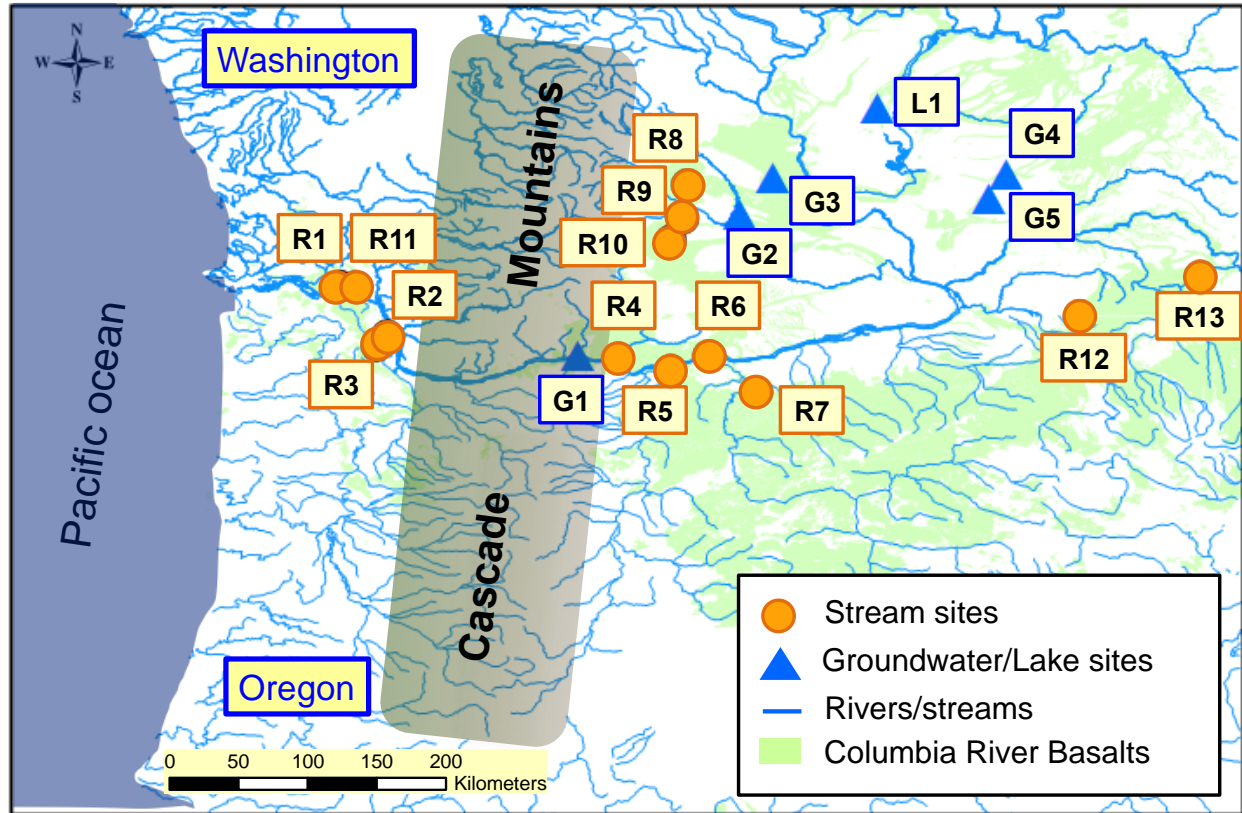 N
W E
S
Washington
Mountains
Cascade
Pacific ocean
Oregon
L1
G4
R8
R9
G3
G5
R10
G2
R1
R11
R2
R4
R6
R13
R12
R3
G1
R5
R7
0 50 100 150 200
Kilometers
Stream sites
Groundwater/Lake sites
Rivers/streams
Columbia River Basalts